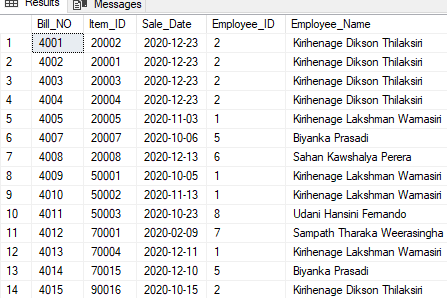 Results Messages
Bill_NO Item_ID Sale_Date Employee_ID Employee_Name
1 4001 20002 2020-12-23 2 Kirihenage Dikson Thilaksiri
2 4002 20001 2020-12-23 2 Kirihenage Dikson Thilaksiri
3 4003 20003 2020-12-23 2 Kirihenage Dikson Thilaksiri
4 4004 20004 2020-12-23 2 Kirihenage Dikson Thilaksiri
5 4005 20005 2020-11-03 1 Kirihenage Lakshman Warnasiri
6 4007 20007 2020-10-06 5 Biyanka Prasadi
7 4008 20008 2020-12-13 6 Sahan Kawshalya Perera
8 4009 50001 2020-10-05 1 Kirihenage Lakshman Warnasiri
9 4010 50002 2020-11-13 1 Kirihenage Lakshman Warnasiri
10 4011 50003 2020-10-23 8 Udani Hansini Fernando
11 4012 70001 2020-02-09 7 Sampath Tharaka Weerasingha
12 4013 70004 2020-12-11 1 Kirihenage Lakshman Warnasiri
13 4014 70015 2020-12-10 5 Biyanka Prasadi
14 4015 90016 2020-10-15 2 Kirihenage Dikson Thilaksiri